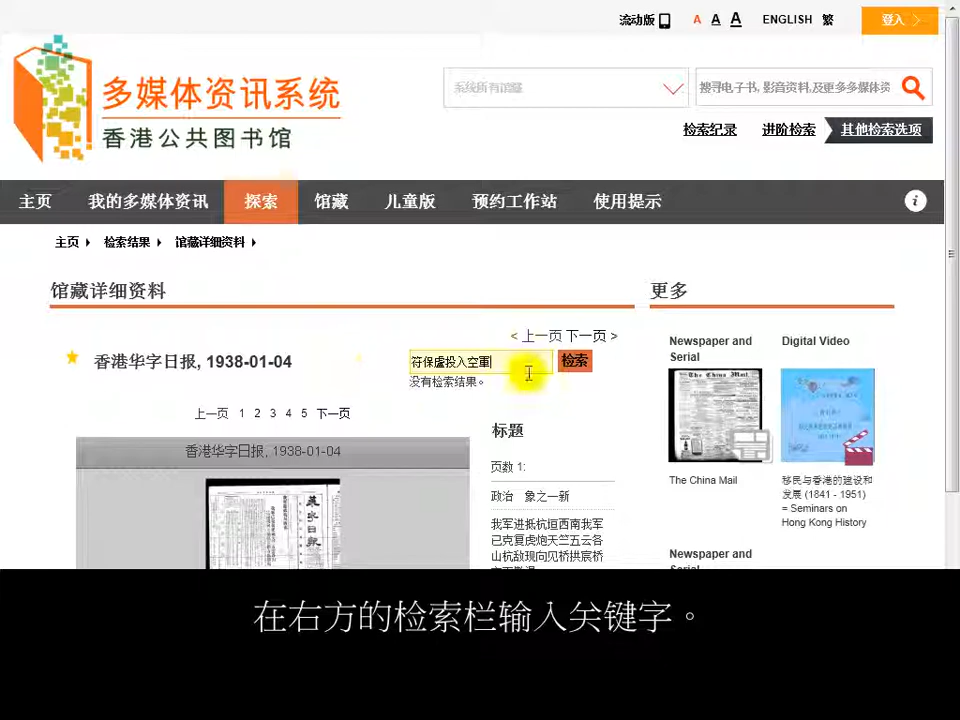 流动版
A A A
ENGLISH 繁
登入
多媒体资讯系统
香港公共图书馆
系统所有馆藏
搜寻电子书, 影音资料,及更多多媒体资
检索纪录 进阶检索 其他检索选项
主页 我的多媒体资讯 探索 馆藏 儿童版 预约工作站 使用提示
主页 检索结果 馆藏详细资料
馆藏详细资料
更多
< 上一页 下一页 >
香港华字日报, 1938-01-04
符保盧投入空軍
检索
没有检索结果。
上一页 1 2 3 4 5 下一页
香港华字日报, 1938-01-04
華字日報
标题
页数 1:
政治 象之一新
我军进抵杭垣西南我军
已克复虎炮天竺五云各
山杭敌现向见桥拱宸桥
Newspaper and
Serial
The China Mail
The China Mail
Digital Video
移民与香港的建设和
发展 (1841 - 1951)
= Seminars on
Hong Kong History
Newspaper and
在右方的检索栏输入关键字。